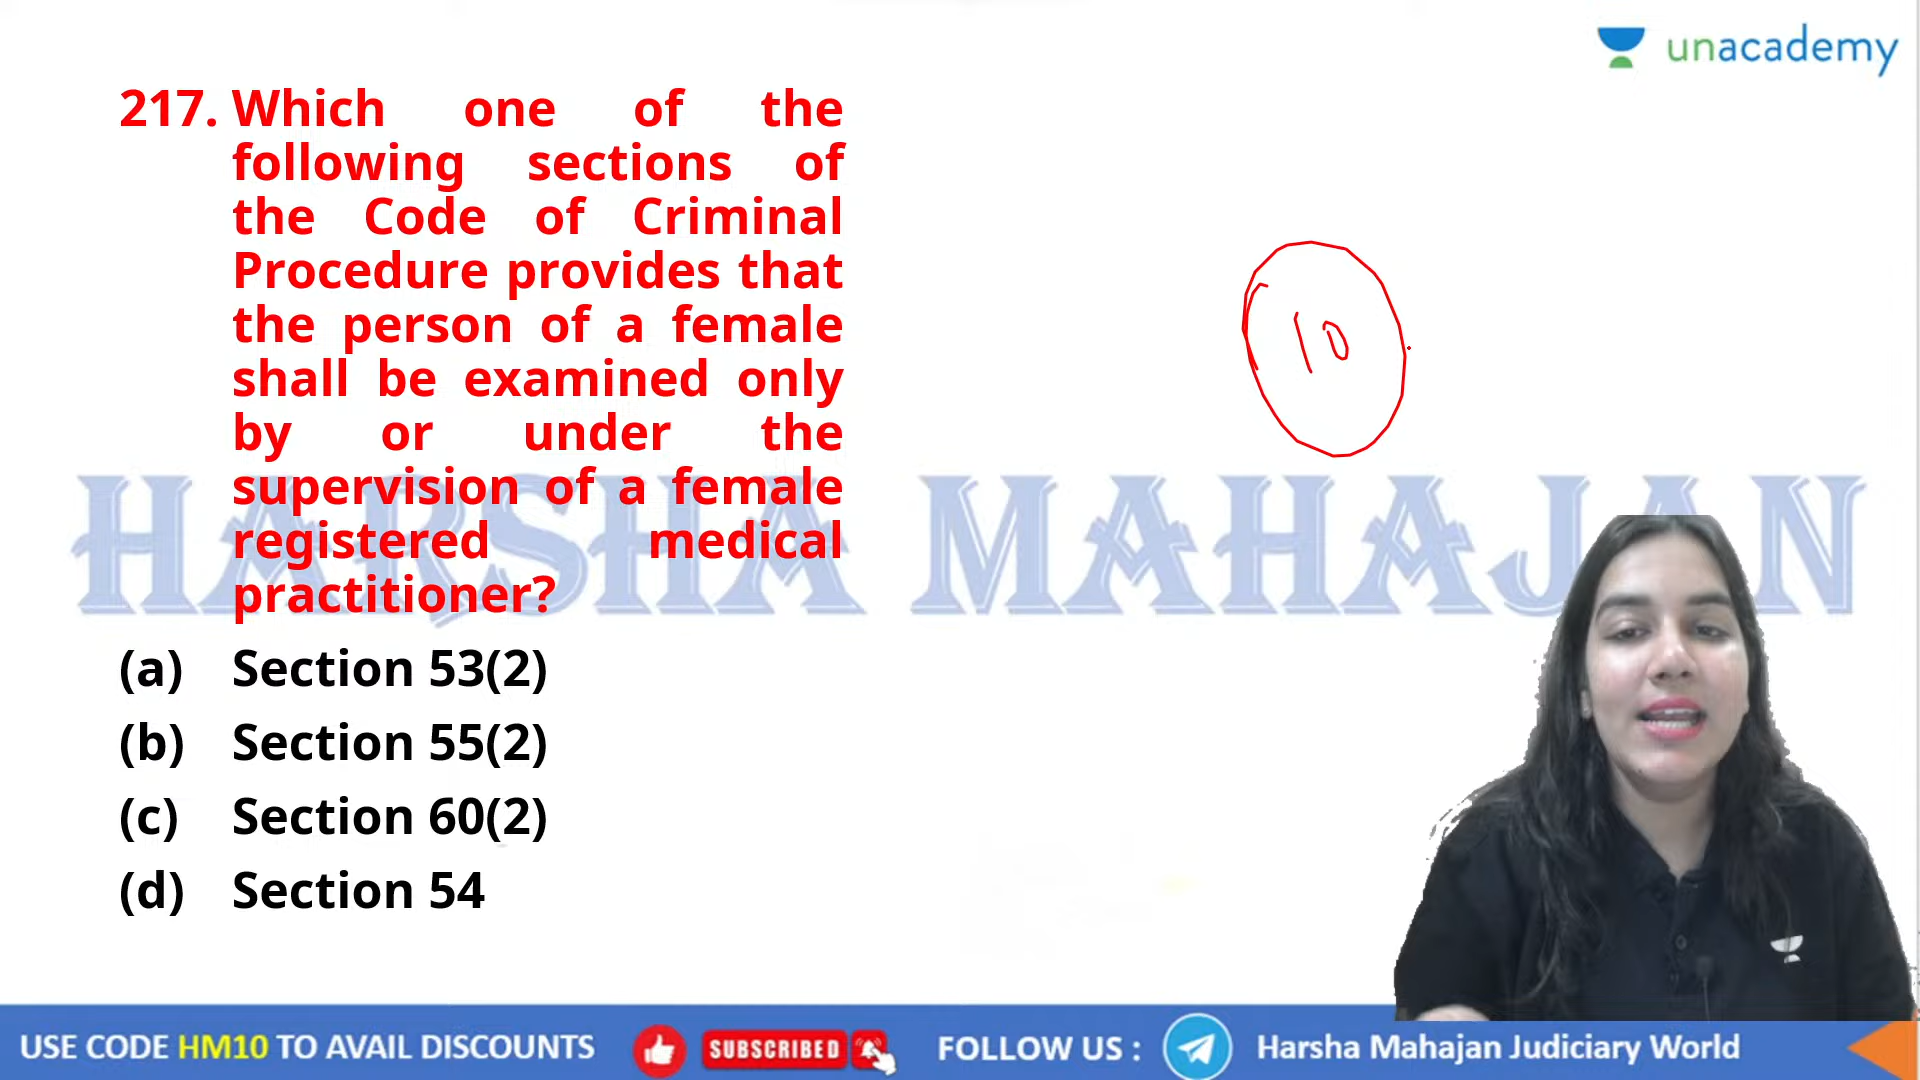 unacademy
217. Which one of the
following sections of
the Code of Criminal
Procedure provides that
the person of a female
shall be examined only
by or under the
supervision of a female
registered medical
practitioner?
10
HARSHA MAHAJAN
(a) Section 53(2)
(b) Section 55(2)
(c) Section 60(2)
(d) Section 54
USE CODE HM10 TO AVAIL DISCOUNTS
SUBSCRIBED
FOLLOW US :
Harsha Mahajan Judiciary World